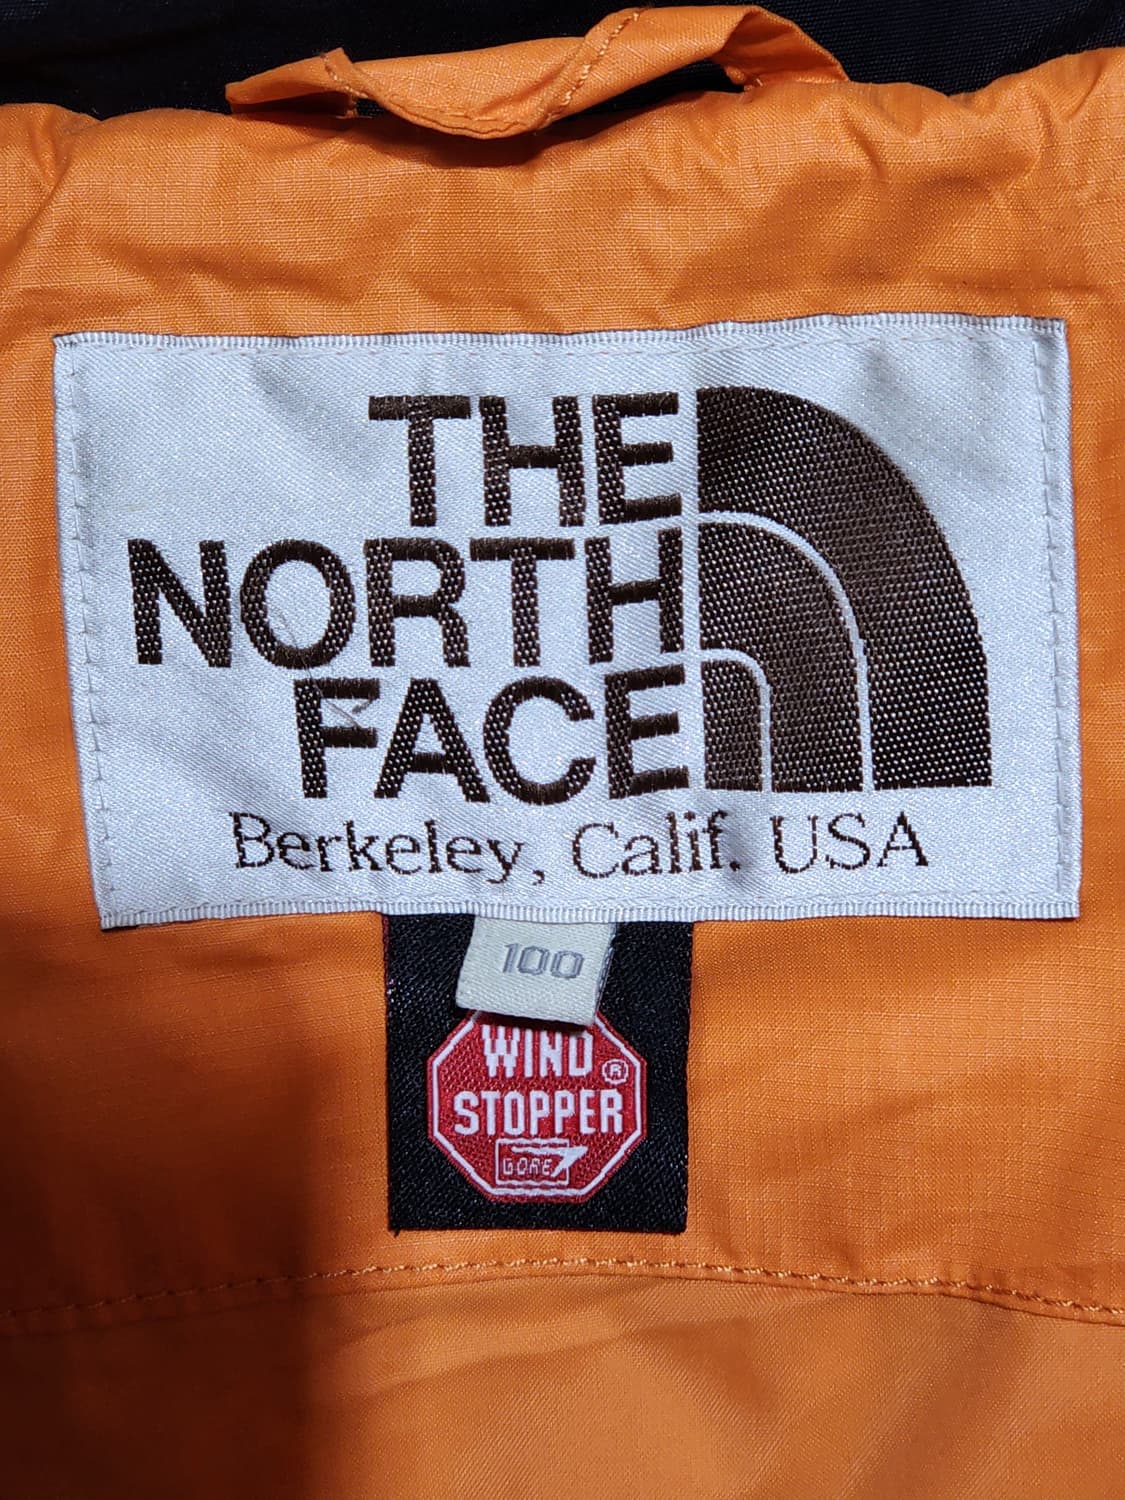 THE
NORTH
FACE
Berkeley, Calif. USA
100
WIND
STOPPER®
GORE